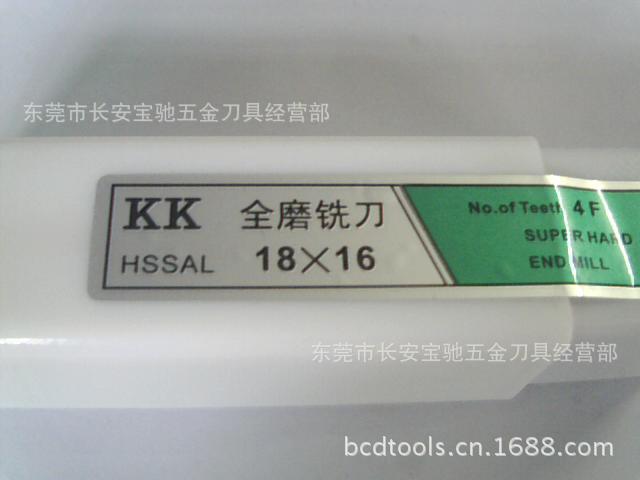 东莞市长安宝驰五金刀具经营部
KK 全磨铣刀
HSSAL 18×16
No.of Teeth 4F
SUPER HARD
END MILL
东莞市长安宝驰五金刀具经营部
bcdtools.cn.1688.com